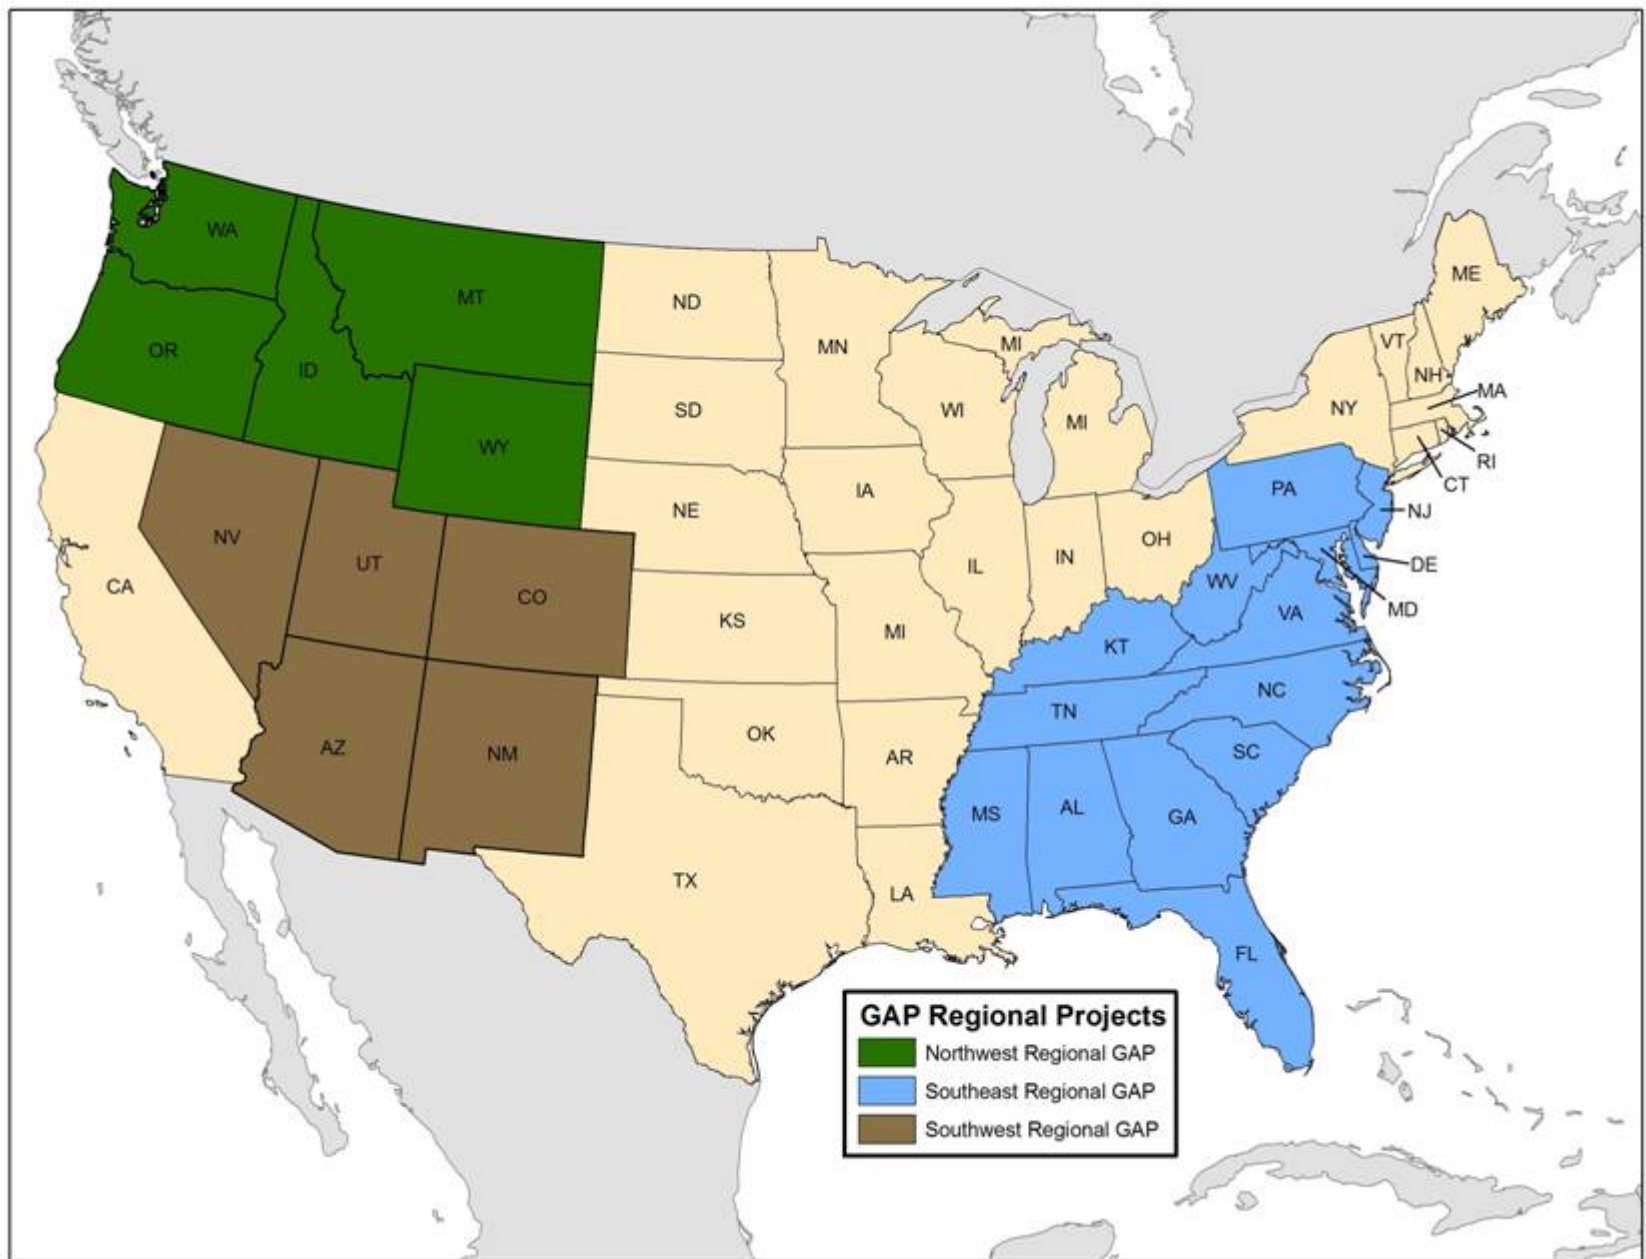 WA
MT
ND
ME
OR
ID
MN
MI
VT
NH
MA
SD
WI
NY
MI
WY
RI
IA
CT
PA
NE
NJ
NV
OH
UT
IN
IL
DE
CA
WV
CO
MD
VA
KS
MI
KT
NC
TN
AZ
OK
SC
NM
AR
MS
AL
GA
TX
LA
FL
GAP Regional Projects
Northwest Regional GAP
Southeast Regional GAP
Southwest Regional GAP